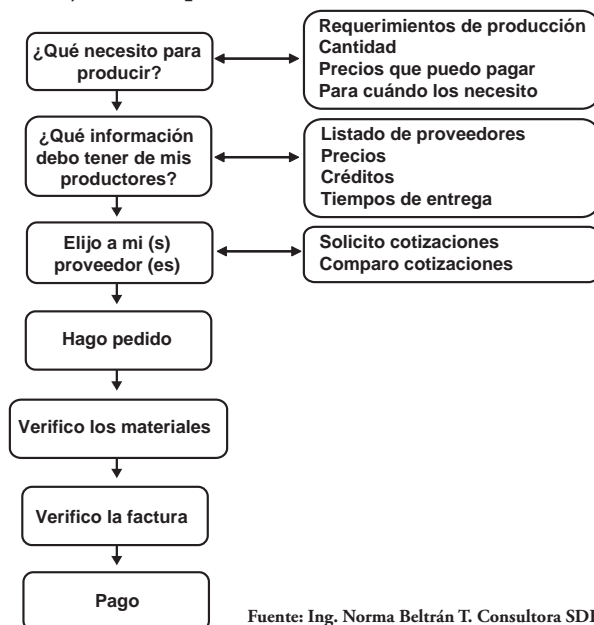 ¿Qué necesito para
producir?
Requerimientos de producción
Cantidad
Precios que puedo pagar
Para cuándo los necesito
¿Qué información
debo tener de mis
productores?
Listado de proveedores
Precios
Créditos
Tiempos de entrega
Elijo a mi (s)
proveedor (es)
Solicito cotizaciones
Comparo cotizaciones
Hago pedido
Verifico los materiales
Verifico la factura
Pago
Fuente: Ing. Norma Beltrán T. Consultora